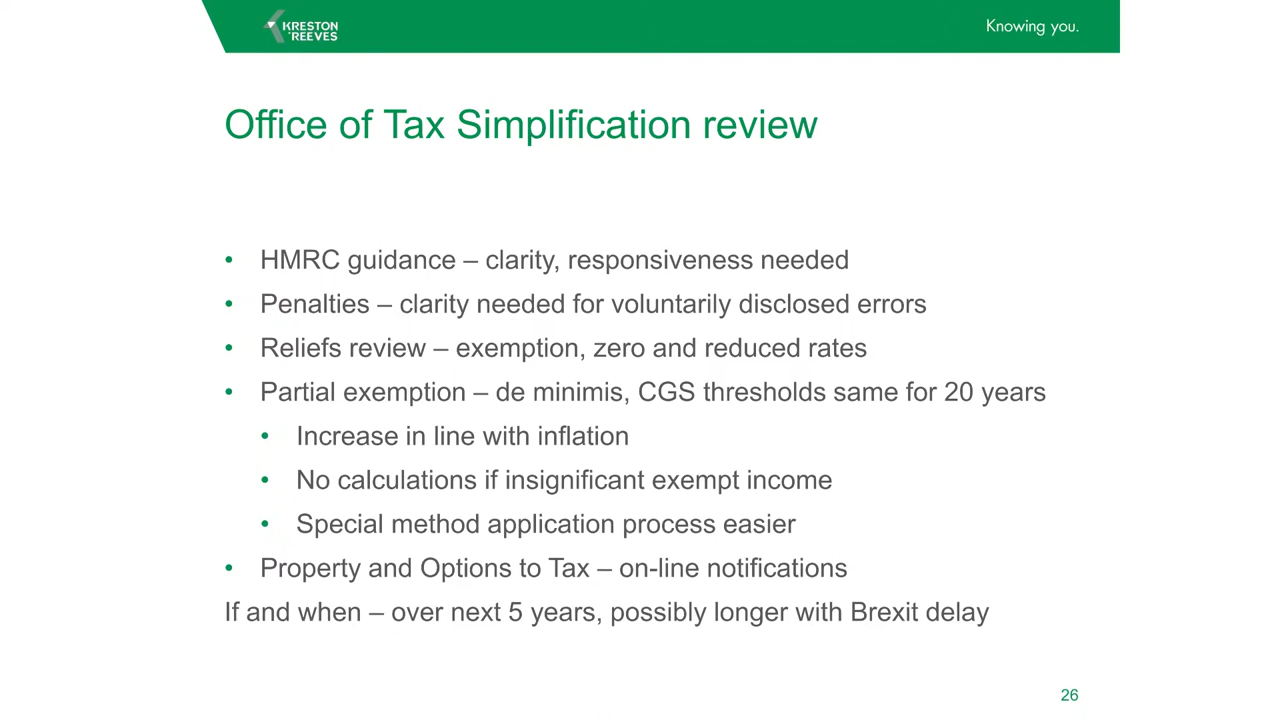 KRESTON
REEVES
Knowing you.
Office of Tax Simplification review
• HMRC guidance – clarity, responsiveness needed
• Penalties – clarity needed for voluntarily disclosed errors
• Reliefs review – exemption, zero and reduced rates
• Partial exemption – de minimis, CGS thresholds same for 20 years
• Increase in line with inflation
• No calculations if insignificant exempt income
• Special method application process easier
• Property and Options to Tax – on-line notifications
If and when – over next 5 years, possibly longer with Brexit delay
26